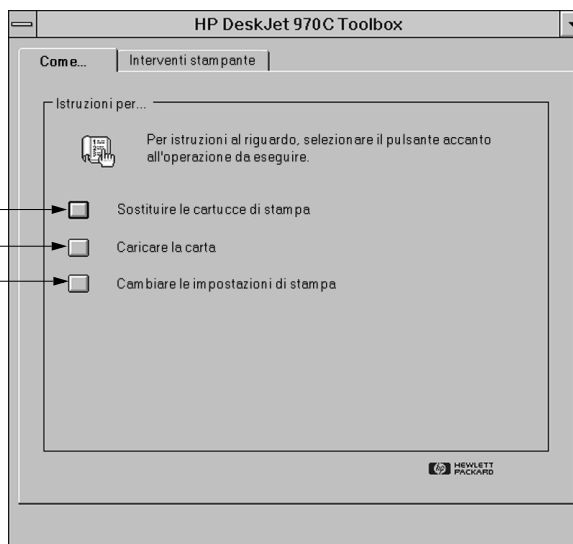 HP DeskJet 970C Toolbox
Come...
Interventi stampante
Istruzioni per...
Per istruzioni al riguardo, selezionare il pulsante accanto
all'operazione da eseguire.
Sostituire le cartucce di stampa
Caricare la carta
Cambiare le impostazioni di stampa
hp HEWLETT
PACKARD